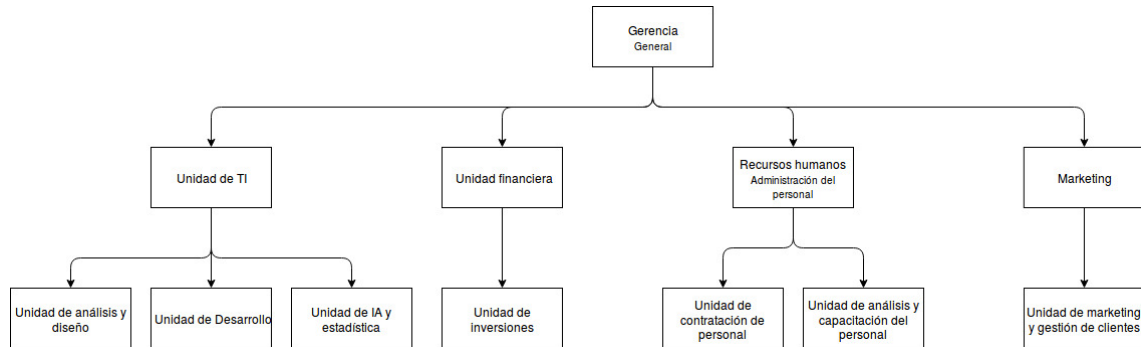 Gerencia
General
Unidad de TI
Unidad financiera
Recursos humanos
Administración del
personal
Marketing
Unidad de análisis y
diseño
Unidad de Desarrollo
Unidad de IA y
estadística
Unidad de
inversiones
Unidad de
contratación de
personal
Unidad de análisis y
capacitación del
personal
Unidad de marketing
y gestión de clientes